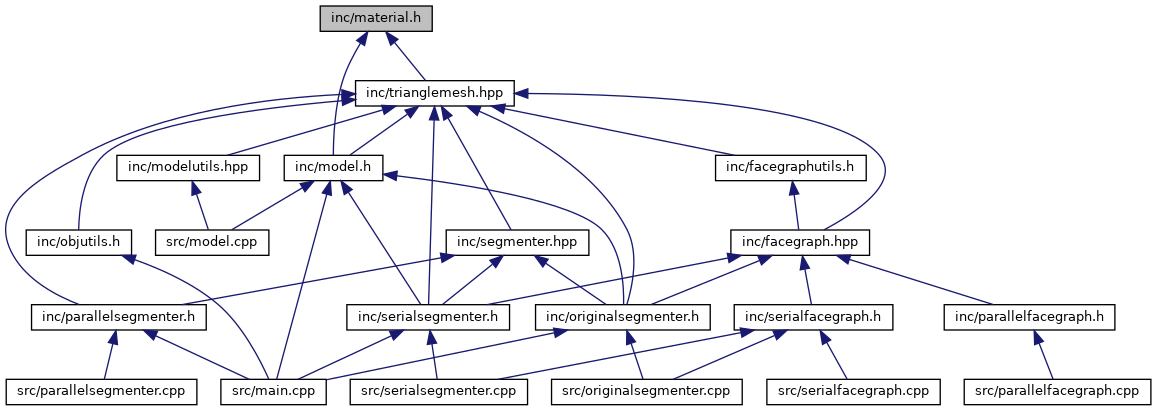 inc/material.h
inc/trianglemesh.hpp
inc/modelutils.hpp
inc/model.h
inc/facegraphutils.h
inc/objutils.h
src/model.cpp
inc/segmenter.hpp
inc/facegraph.hpp
inc/parallelsegmenter.h
inc/serialsegmenter.h
inc/originalsegmenter.h
inc/serialfacegraph.h
inc/parallelfacegraph.h
src/parallelsegmenter.cpp
src/main.cpp
src/serialsegmenter.cpp
src/originalsegmenter.cpp
src/serialfacegraph.cpp
src/parallelfacegraph.cpp